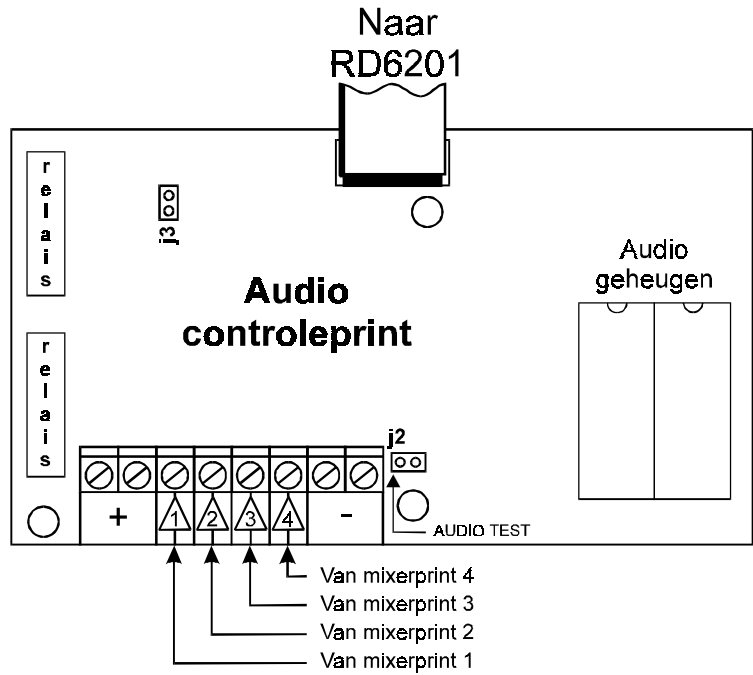 Naar
RD6201
relais
j3
Audio
geheugen
Audio
controleprint
relais
j2
+
1
2
3
4
-
AUDIO TEST
Van mixerprint 4
Van mixerprint 3
Van mixerprint 2
Van mixerprint 1